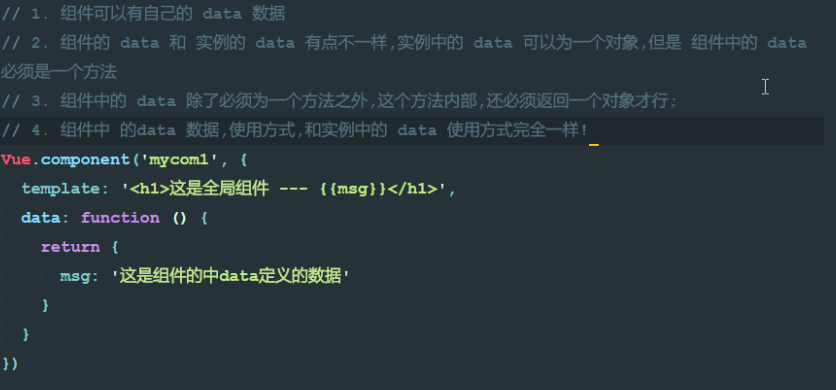 // 1. 组件可以有自己的 data 数据
// 2. 组件的 data 和 实例的 data 有点不一样,实例中的 data 可以为一个对象,但是 组件中的 data
必须是一个方法
// 3. 组件中的 data 除了必须为一个方法之外,这个方法内部,还必须返回一个对象才行;
// 4. 组件中 的data 数据,使用方式,和实例中的 data 使用方式完全一样!
Vue.component('mycom1', {
  template: '<h1>这是全局组件 --- {{msg}}</h1>',
  data: function () {
    return {
      msg: '这是组件的中data定义的数据'
    }
  }
})